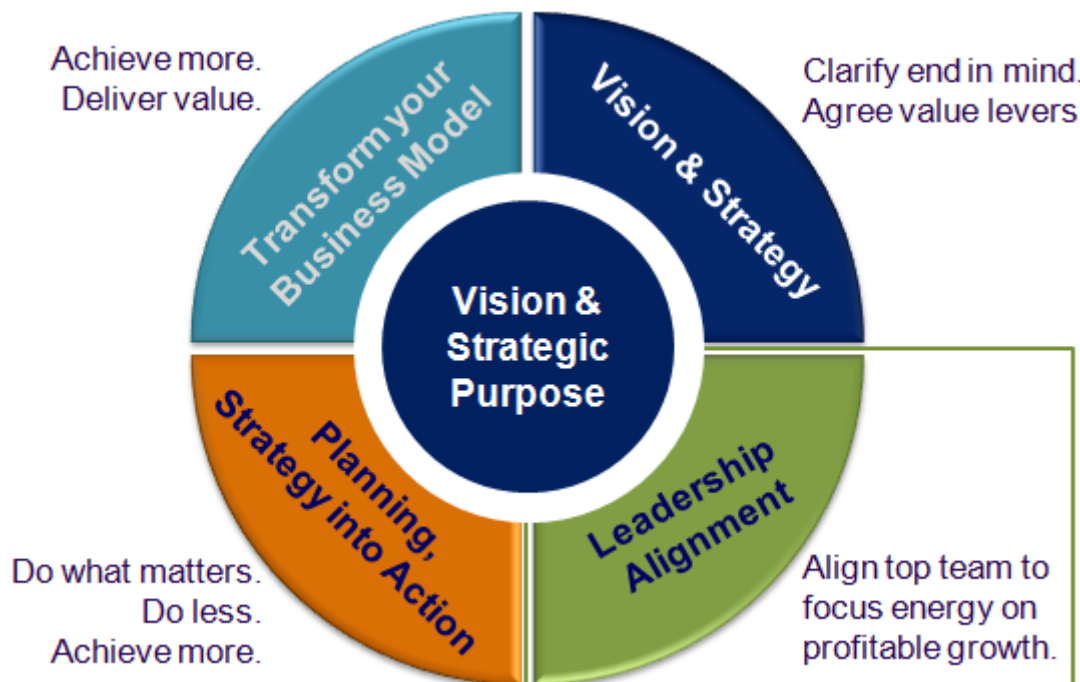 Achieve more.
Deliver value.
Transform your
Business Model
Vision & Strategy
Clarify end in mind.
Agree value levers
Vision &
Strategic
Purpose
Planning,
Strategy into Action
Do what matters.
Do less.
Achieve more.
Leadership
Alignment
Align top team to
focus energy on
profitable growth.